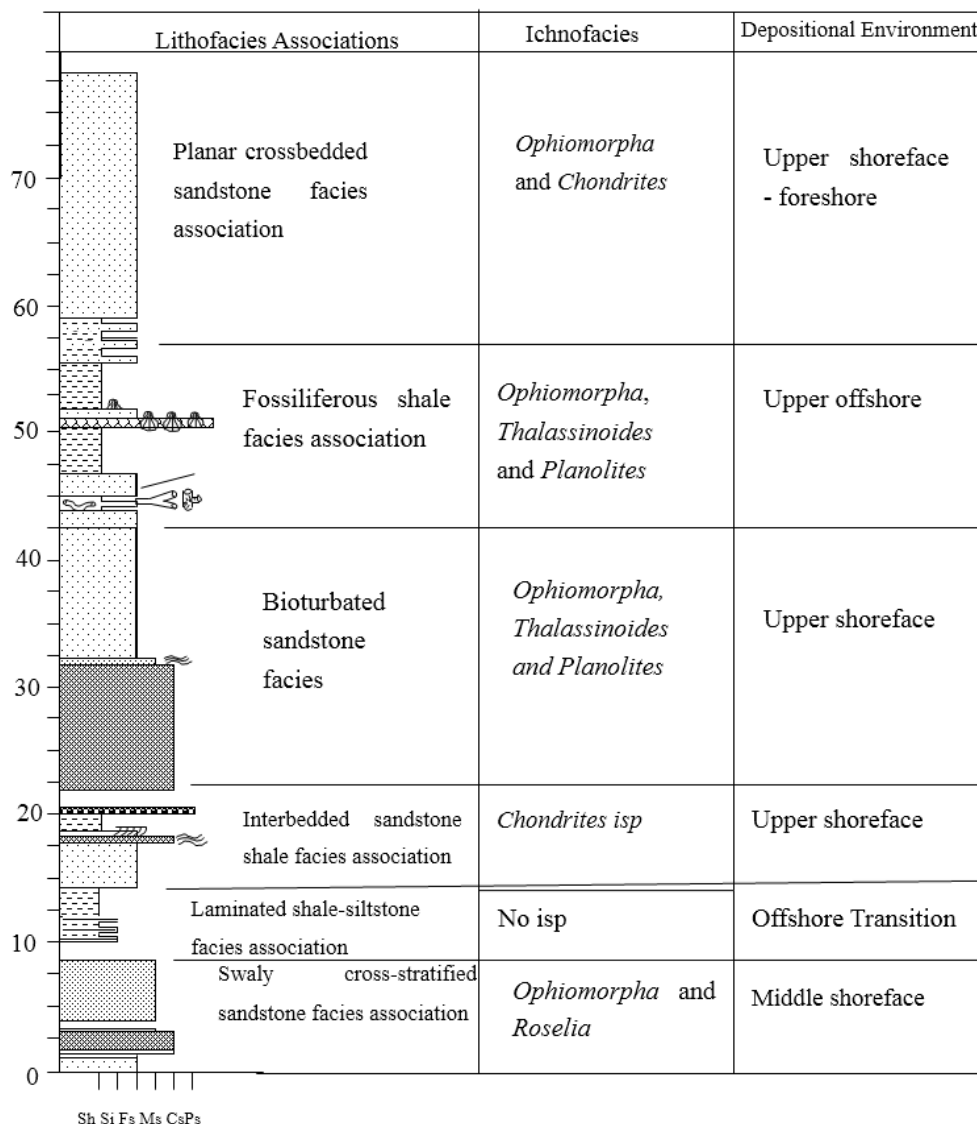 Lithofacies Associations
Ichnofacies
Depositional Environment
Planar crossbedded
sandstone facies
association
Ophiomorpha
and Chondrites
Upper shoreface
- foreshore
70
60
Fossiliferous shale
facies association
Ophiomorpha,
Thalassinoides
and Planolites
Upper offshore
50
40
Bioturbated
sandstone
facies
Ophiomorpha,
Thalassinoides
and Planolites
Upper shoreface
30
20
Interbedded sandstone
shale facies association
Chondrites isp
Upper shoreface
Laminated shale-siltstone
facies association
No isp
Offshore Transition
10
Swaly cross-stratified
sandstone facies association
Ophiomorpha and
Roselia
Middle shoreface
0
Sh Si Fs Ms CsPs